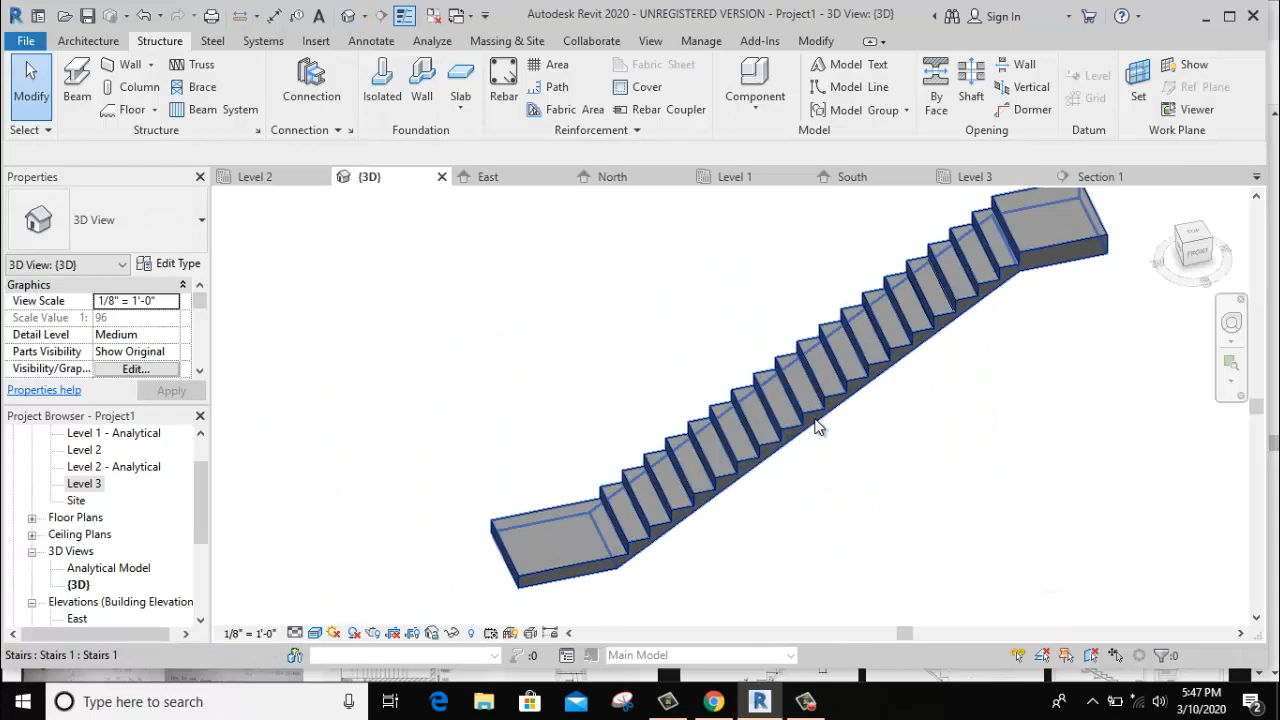 Autodesk Revit 2020 - UNREGISTERED VERSION - Project1 - 3D View: {3D}
Sign In
File Architecture Structure Steel Systems Insert Annotate Analyze Massing & Site Collaborate View Manage Add-Ins Modify
Wall Truss Area Fabric Sheet Model Text Wall Level Show
Modify Beam Column Brace Connection Isolated Wall Slab Rebar Path Cover Component Model Line By Face Shaft Vertical Grid Set Ref Plane
Floor Beam System Fabric Area Rebar Coupler Model Group Dormer Viewer
Select Structure Connection Foundation Reinforcement Model Opening Datum Work Plane
Properties
Level 2 {3D} East North Level 1 South Level 3 Section 1
3D View
3D View: {3D} Edit Type
Graphics
View Scale 1/8" = 1'-0"
Scale Value 1: 96
Detail Level Medium
Parts Visibility Show Original
Visibility/Grap... Edit...
Properties help Apply
Project Browser - Project1
Level 1 - Analytical
Level 2
Level 2 - Analytical
Level 3
Site
Floor Plans
Ceiling Plans
3D Views
Analytical Model
{3D}
Elevations (Building Elevation
East
FRONT
1/8" = 1'-0"
Stairs : Stairs 1 : Stairs 1
:0
Main Model
:0
Type here to search
5:47 PM
3/10/2020
2